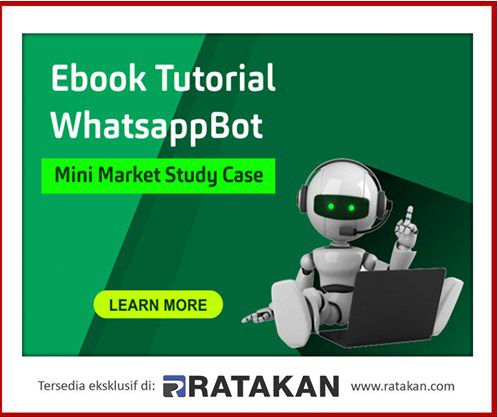 Ebook Tutorial
WhatsappBot
Mini Market Study Case
LEARN MORE
Tersedia eksklusif di: RATAKAN www.ratakan.com